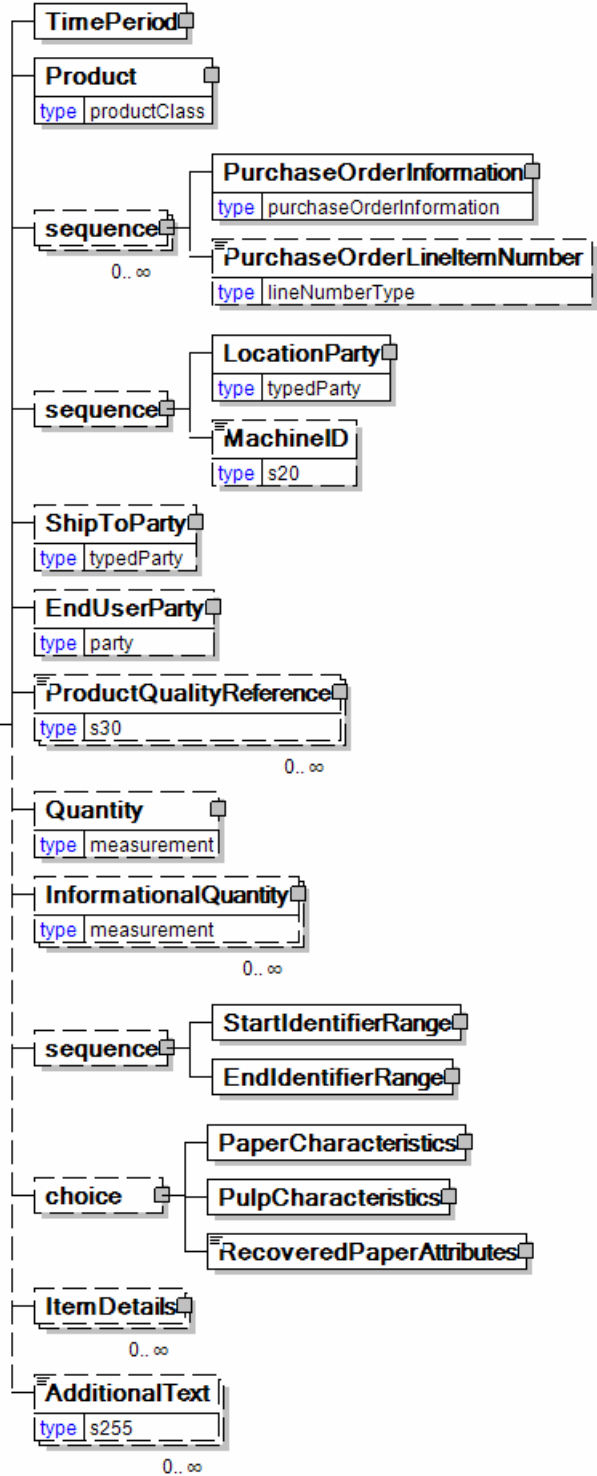 TimePeriod
Product
type productClass
PurchaseOrderInformation
type purchaseOrderInformation
sequence
0.. ∞
PurchaseOrderLineItemNumber
type lineNumberType
LocationParty
type typedParty
sequence
MachineID
type s20
ShipToParty
type typedParty
EndUserParty
type party
ProductQualityReference
type s30
0.. ∞
Quantity
type measurement
InformationalQuantity
type measurement
0.. ∞
StartIdentifierRange
sequence
EndIdentifierRange
PaperCharacteristics
choice
PulpCharacteristics
RecoveredPaperAttributes
ItemDetails
0.. ∞
AdditionalText
type s255
0.. ∞